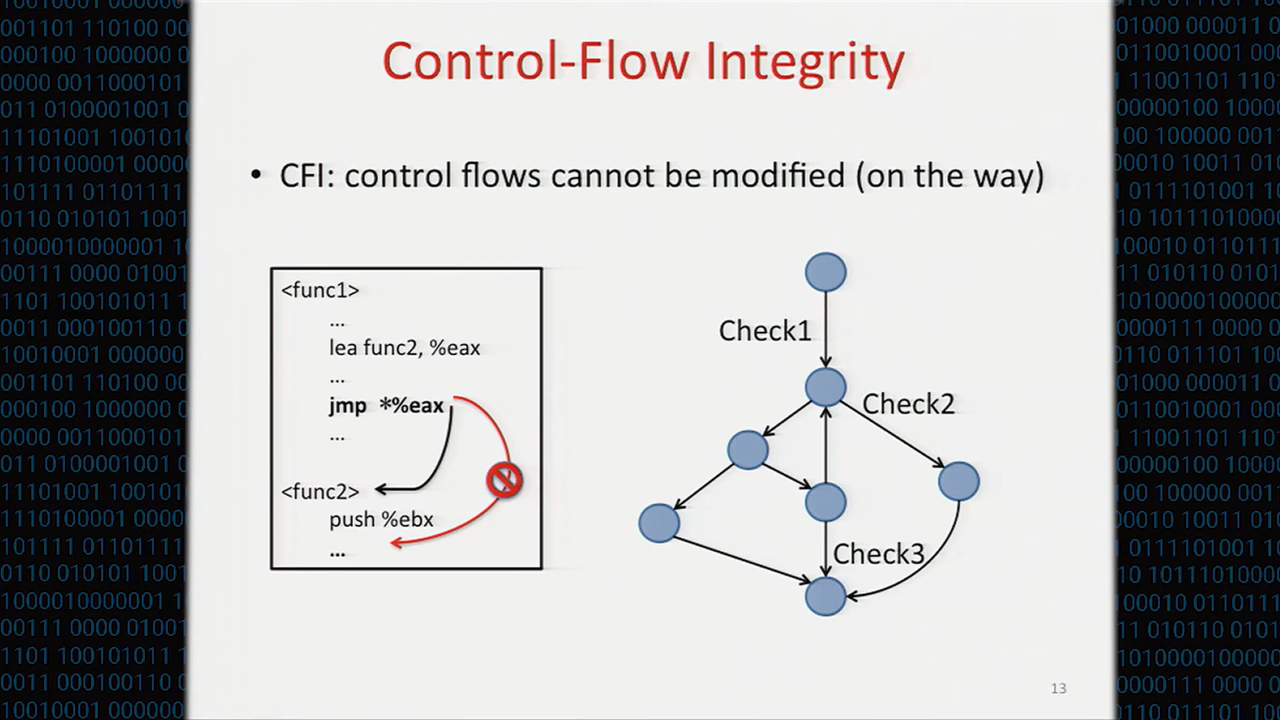 Control-Flow Integrity
• CFI: control flows cannot be modified (on the way)
<func1>
...
lea func2, %eax
...
jmp *%eax
...
<func2>
push %ebx
...
Check1
Check2
Check3
13